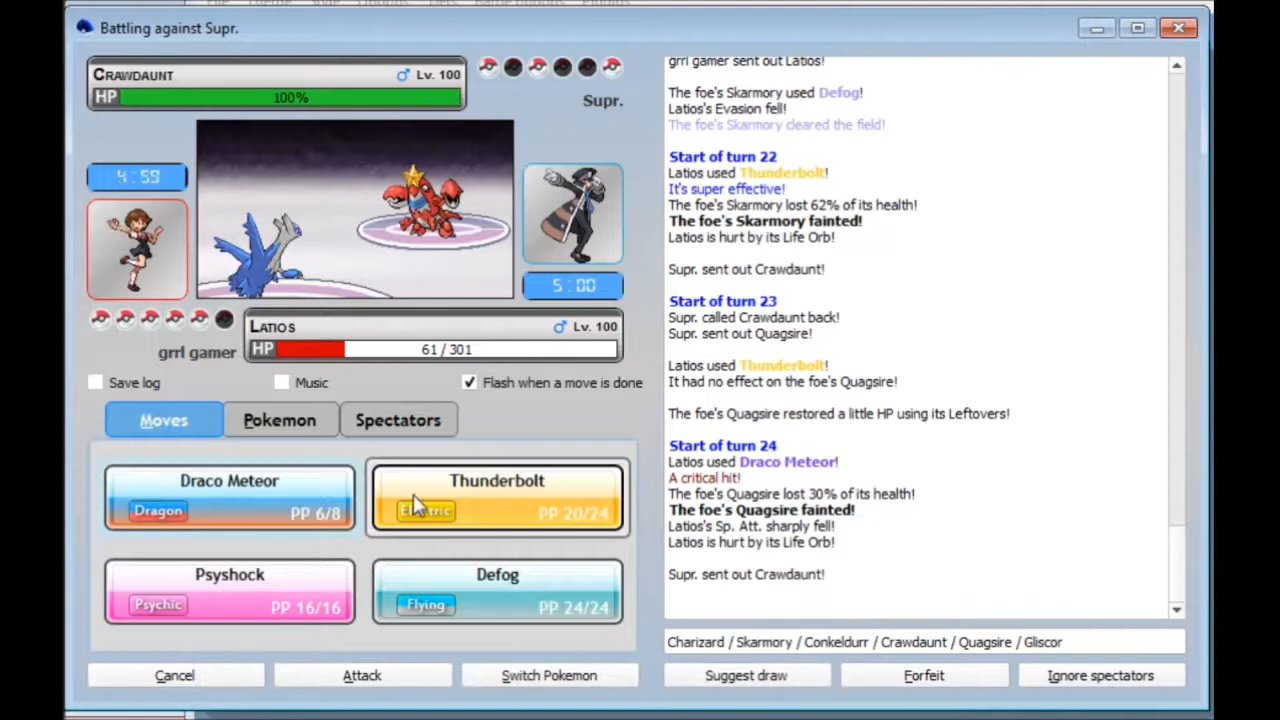 Battling against Supr.
CRAWDAUNT ♂ Lv. 100
HP 100%
Supr.
4:59
5:00
LATIOS ♂ Lv. 100
HP 61 / 301
grrl gamer
Save log
Music
Flash when a move is done
Moves
Pokemon
Spectators
Draco Meteor
Dragon PP 6/8
Thunderbolt
Electric PP 20/24
Psyshock
Psychic PP 16/16
Defog
Flying PP 24/24
Cancel
Attack
Switch Pokemon
grrl gamer sent out Latios!
The foe's Skarmory used Defog!
Latios's Evasion fell!
The foe's Skarmory cleared the field!
Start of turn 22
Latios used Thunderbolt!
It's super effective!
The foe's Skarmory lost 62% of its health!
The foe's Skarmory fainted!
Latios is hurt by its Life Orb!
Supr. sent out Crawdaunt!
Start of turn 23
Supr. called Crawdaunt back!
Supr. sent out Quagsire!
Latios used Thunderbolt!
It had no effect on the foe's Quagsire!
The foe's Quagsire restored a little HP using its Leftovers!
Start of turn 24
Latios used Draco Meteor!
A critical hit!
The foe's Quagsire lost 30% of its health!
The foe's Quagsire fainted!
Latios's Sp. Att. sharply fell!
Latios is hurt by its Life Orb!
Supr. sent out Crawdaunt!
Charizard / Skarmory / Conkeldurr / Crawdaunt / Quagsire / Gliscor
Suggest draw
Forfeit
Ignore spectators